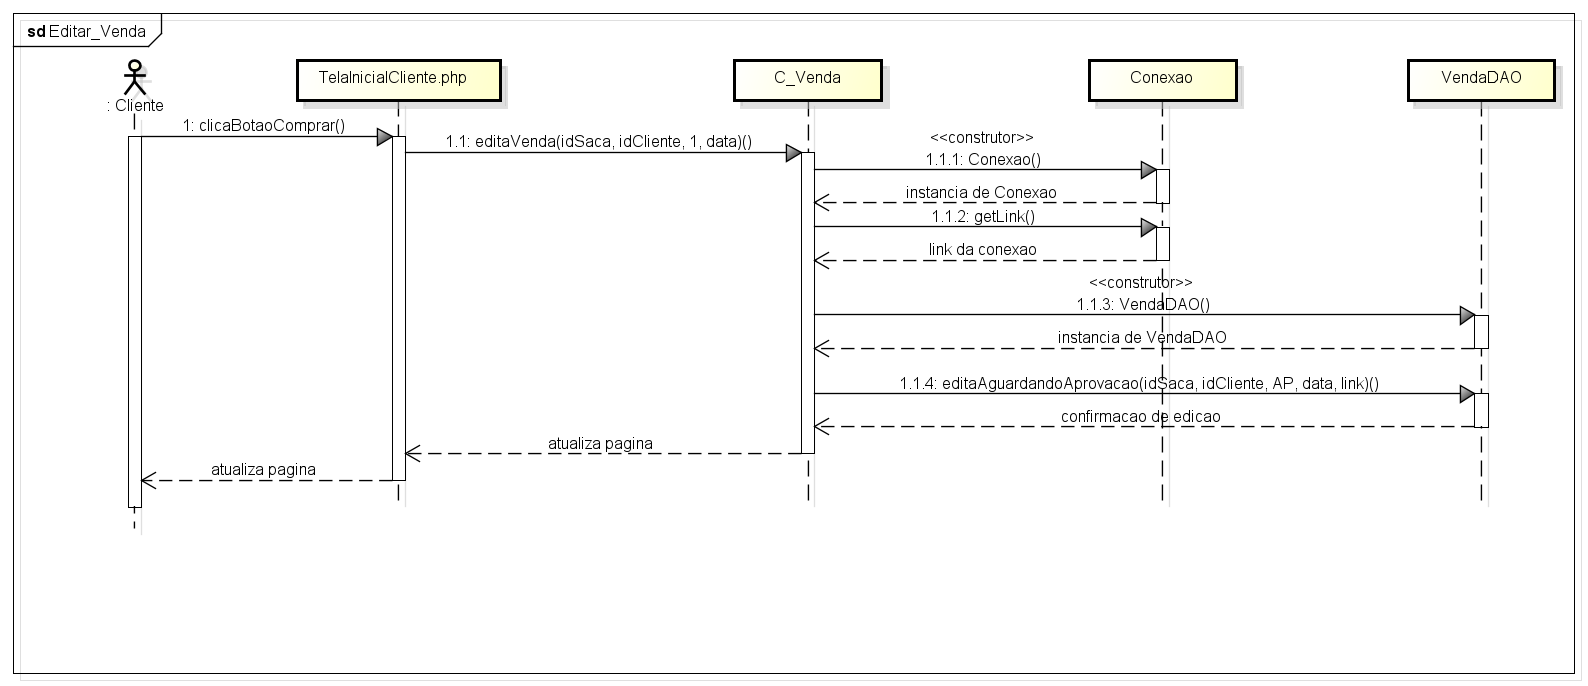 sd Editar_Venda
: Cliente
TelaInicialCliente.php
C_Venda
Conexao
VendaDAO
1: clicaBotaoComprar()
1.1: editaVenda(idSaca, idCliente, 1, data)()
<<construtor>>
1.1.1: Conexao()
instancia de Conexao
1.1.2: getLink()
link da conexao
<<construtor>>
1.1.3: VendaDAO()
instancia de VendaDAO
1.1.4: editaAguardandoAprovacao(idSaca, idCliente, AP, data, link)()
confirmacao de edicao
atualiza pagina
atualiza pagina